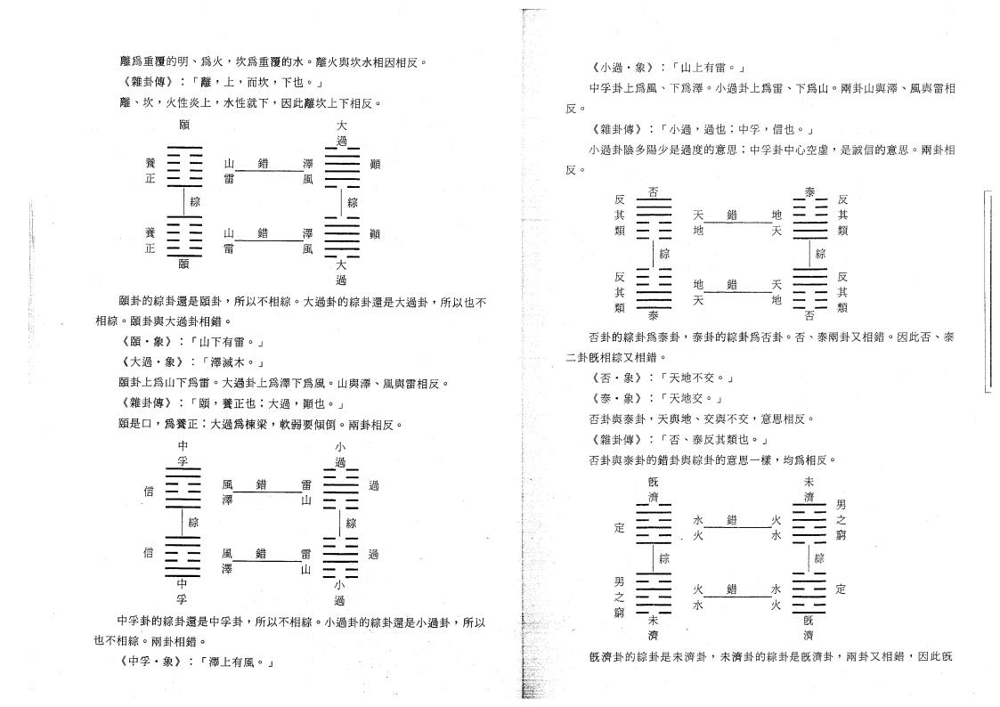 離爲重覆的明、爲火，坎爲重覆的水。離火與坎水相因相反。
《雜卦傳》：「離，上，而坎，下也。」
離、坎，火性炎上，水性就下，因此離坎上下相反。
頤 大過
養正 山雷 錯 澤風 顚
綜 綜
養正 山雷 錯 澤風 顚
頤 大過
頤卦的綜卦還是頤卦，所以不相綜。大過卦的綜卦還是大過卦，所以也不
相綜。頤卦與大過卦相錯。
《頤・象》：「山下有雷。」
《大過・象》：「澤滅木。」
頤卦上爲山下爲雷。大過卦上爲澤下爲風。山與澤、風與雷相反。
《雜卦傳》：「頤，養正也；大過，顚也。」
頤是口，爲養正；大過爲棟梁，軟弱要傾倒。兩卦相反。
中孚 小過
信 風澤 錯 雷山 過
綜 綜
信 風澤 錯 雷山 過
中孚 小過
中孚卦的綜卦還是中孚卦，所以不相綜。小過卦的綜卦還是小過卦，所以
也不相綜。兩卦相錯。
《中孚・象》：「澤上有風。」
《小過・象》：「山上有雷。」
中孚卦上爲風、下爲澤。小過卦上爲雷、下爲山。兩卦山與澤、風與雷相
反。
《雜卦傳》：「小過，過也；中孚，信也。」
小過卦陰多陽少是過度的意思；中孚卦中心空虛，是誠信的意思。兩卦相
反。
否 泰
反其類 天地 錯 地天 反其類
綜 綜
反其類 地天 錯 天地 反其類
泰 否
否卦的綜卦爲泰卦，泰卦的綜卦爲否卦。否、泰兩卦又相錯。因此否、泰
二卦旣相綜又相錯。
《否・象》：「天地不交。」
《泰・象》：「天地交。」
否卦與泰卦，天與地、交與不交，意思相反。
《雜卦傳》：「否、泰反其類也。」
否卦與泰卦的錯卦與綜卦的意思一樣，均爲相反。
旣濟 未濟
定 水火 錯 火水 男之窮
綜 綜
男之窮 火水 錯 水火 定
未濟 旣濟
旣濟卦的綜卦是未濟卦，未濟卦的綜卦是旣濟卦，兩卦又相錯，因此旣